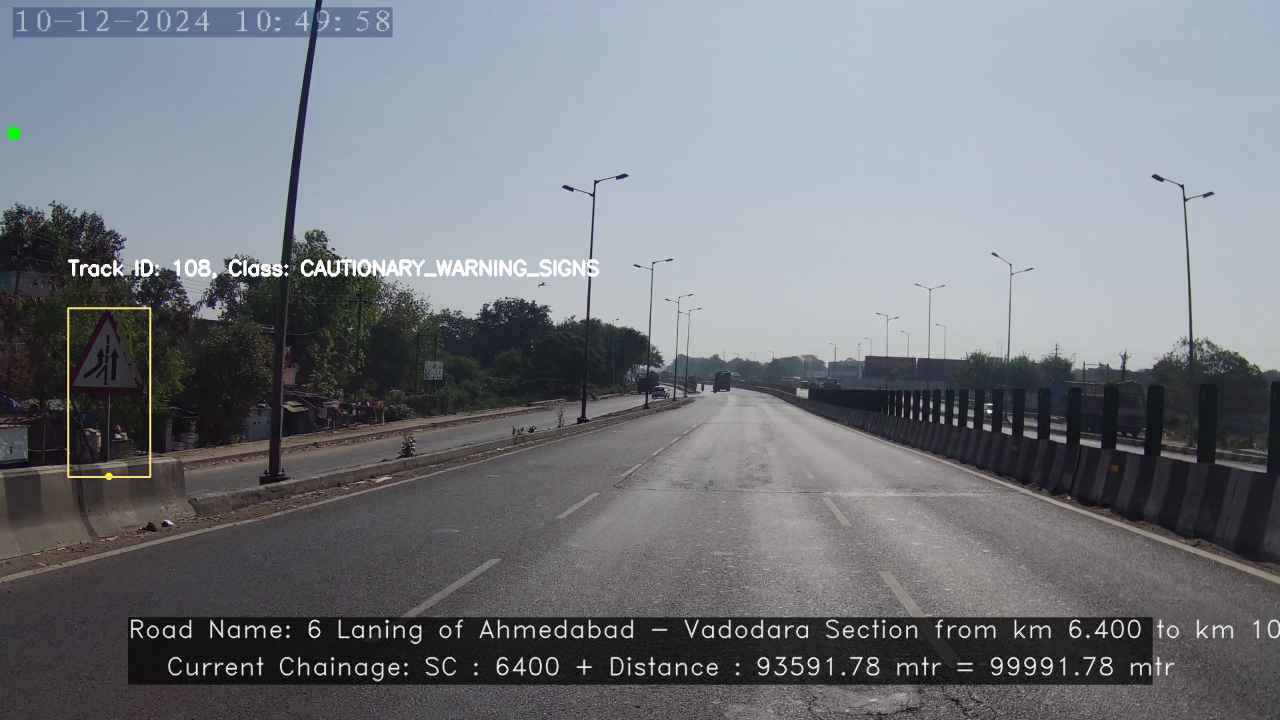 10-12-2024 10:49:58
Track ID: 108, Class: CAUTIONARY_WARNING_SIGNS
Road Name: 6 Laning of Ahmedabad - Vadodara Section from km 6.400 to km 10
Current Chainage: SC : 6400 + Distance : 93591.78 mtr = 99991.78 mtr